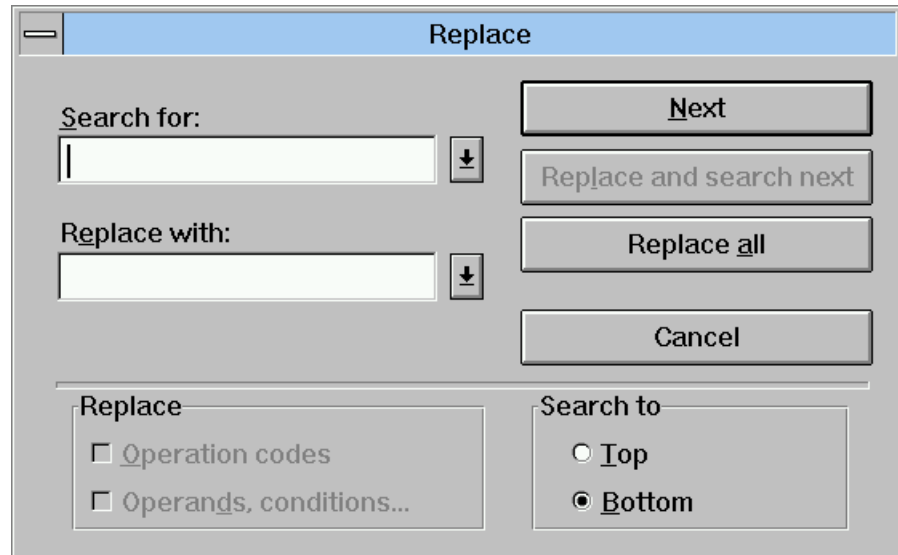 Replace
Search for:
Next
Replace and search next
Replace with:
Replace all
Cancel
Replace
Operation codes
Operands, conditions...
Search to
Top
Bottom